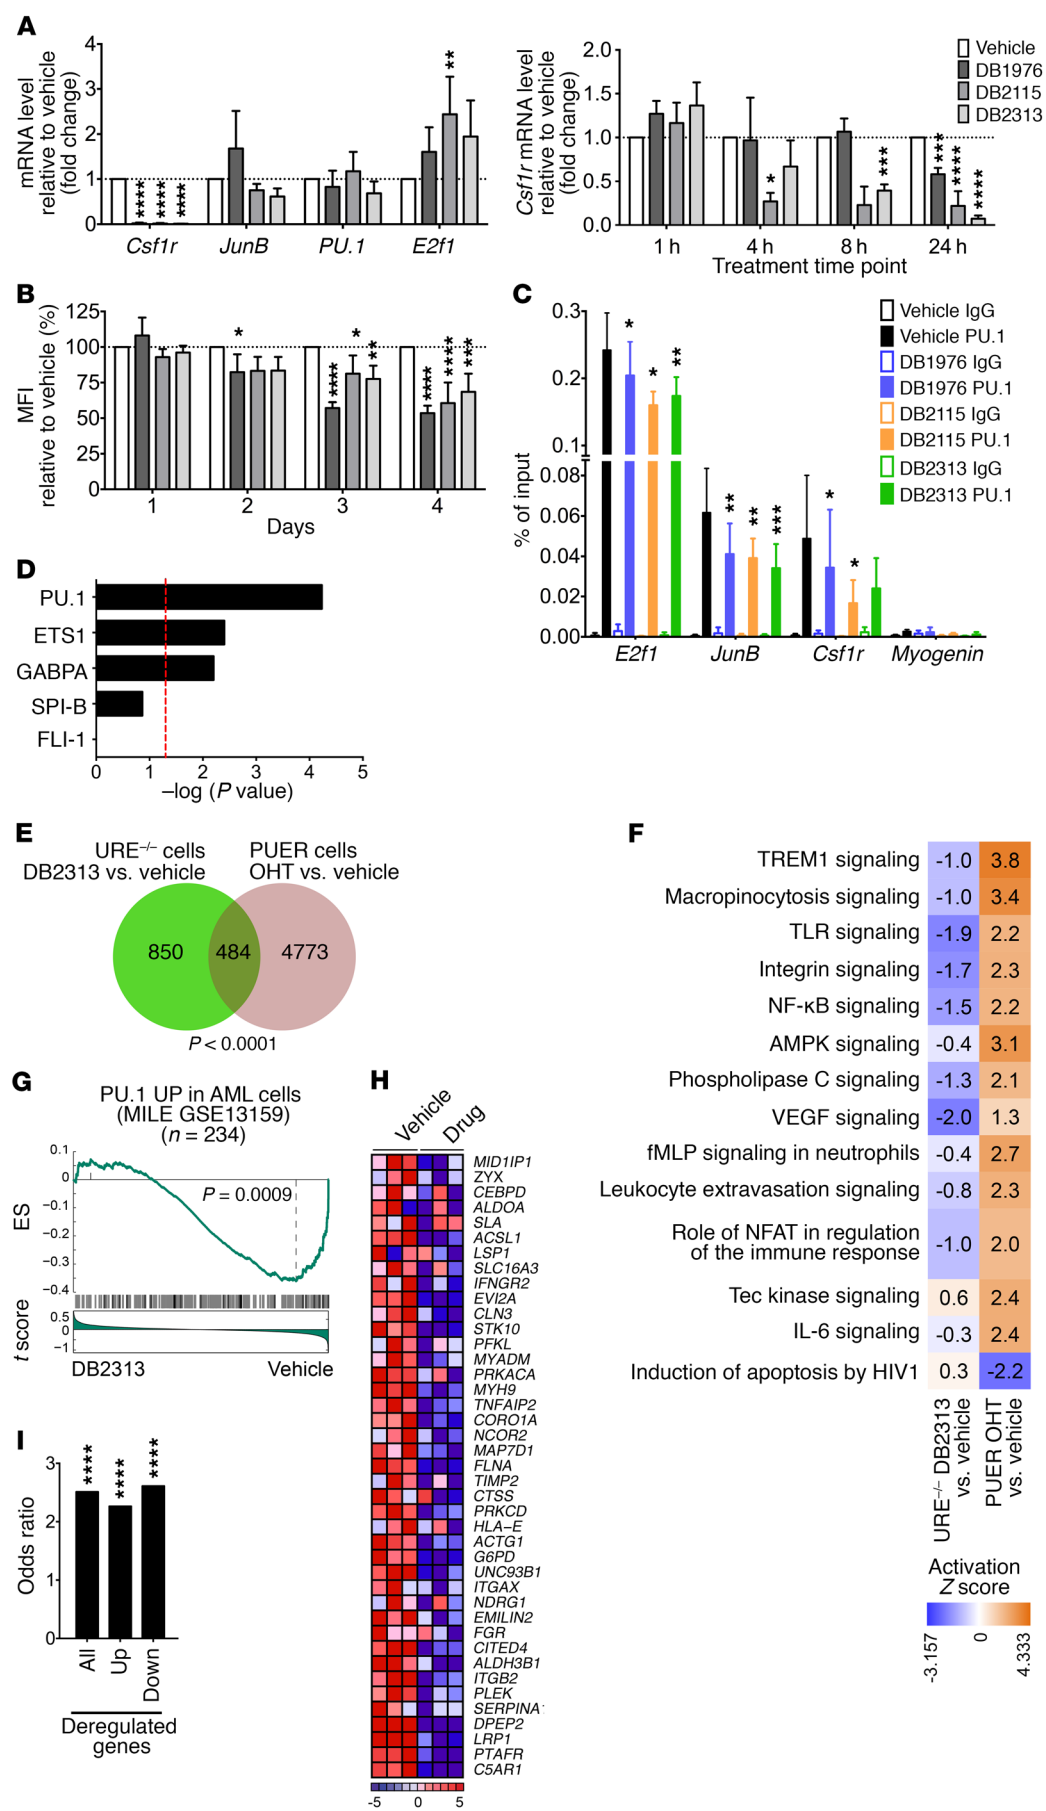 A
mRNA level
relative to vehicle
(fold change)
4
3
2
1
0
****
****
****
**
Csf1r
JunB
PU.1
E2f1
Csf1r mRNA level
relative to vehicle
(fold change)
2.0
1.5
1.0
0.5
0.0
*
***
***
****
****
1 h
4 h
8 h
24 h
Treatment time point
Vehicle
DB1976
DB2115
DB2313
B
MFI
relative to vehicle (%)
125
100
75
50
25
0
*
****
*
**
****
****
***
1
2
3
4
Days
C
% of input
0.3
0.2
0.1
0.08
0.06
0.04
0.02
0.00
*
*
**
**
**
***
*
*
E2f1
JunB
Csf1r
Myogenin
Vehicle IgG
Vehicle PU.1
DB1976 IgG
DB1976 PU.1
DB2115 IgG
DB2115 PU.1
DB2313 IgG
DB2313 PU.1
D
PU.1
ETS1
GABPA
SPI-B
FLI-1
0
1
2
3
4
5
–log (P value)
E
URE–/– cells
DB2313 vs. vehicle
PUER cells
OHT vs. vehicle
850
484
4773
P < 0.0001
F
TREM1 signaling -1.0 3.8
Macropinocytosis signaling -1.0 3.4
TLR signaling -1.9 2.2
Integrin signaling -1.7 2.3
NF-κB signaling -1.5 2.2
AMPK signaling -0.4 3.1
Phospholipase C signaling -1.3 2.1
VEGF signaling -2.0 1.3
fMLP signaling in neutrophils -0.4 2.7
Leukocyte extravasation signaling -0.8 2.3
Role of NFAT in regulation
of the immune response -1.0 2.0
Tec kinase signaling 0.6 2.4
IL-6 signaling -0.3 2.4
Induction of apoptosis by HIV1 0.3 -2.2
URE–/– DB2313
vs. vehicle
PUER OHT
vs. vehicle
Activation
Z score
-3.157
0
4.333
G
PU.1 UP in AML cells
(MILE GSE13159)
(n = 234)
ES
0.1
0
−0.1
−0.2
−0.3
−0.4
P = 0.0009
t score
0.5
0
−1
DB2313
Vehicle
H
Vehicle
Drug
MID1IP1
ZYX
CEBPD
ALDOA
SLA
ACSL1
LSP1
SLC16A3
IFNGR2
EVI2A
CLN3
STK10
PFKL
MYADM
PRKACA
MYH9
TNFAIP2
CORO1A
NCOR2
MAP7D1
FLNA
TIMP2
CTSS
PRKCD
HLA−E
ACTG1
G6PD
UNC93B1
ITGAX
NDRG1
EMILIN2
FGR
CITED4
ALDH3B1
ITGB2
PLEK
SERPINA
DPEP2
LRP1
PTAFR
C5AR1
-5
0
5
I
Odds ratio
3
2
1
0
****
****
****
All
Up
Down
Deregulated
genes